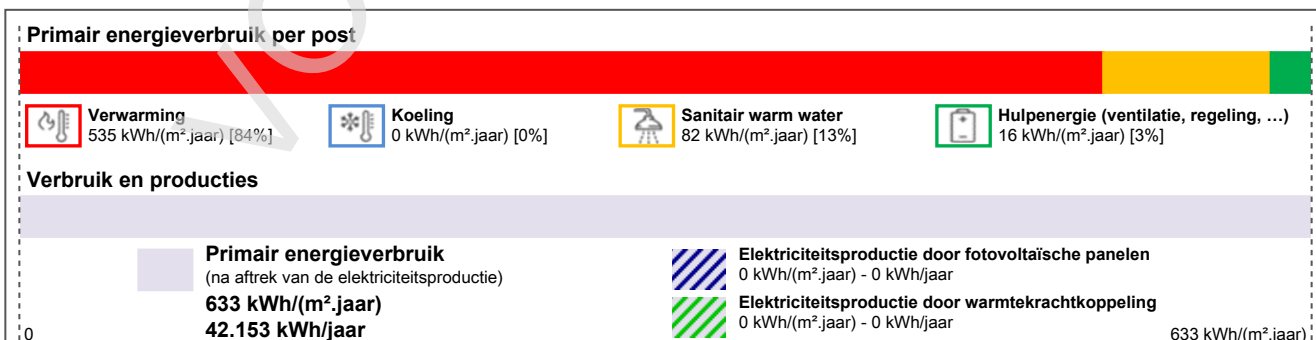 Primair energieverbruik per post
Verwarming
535 kWh/(m².jaar) [84%]
Koeling
0 kWh/(m².jaar) [0%]
Sanitair warm water
82 kWh/(m².jaar) [13%]
Hulpenergie (ventilatie, regeling, …)
16 kWh/(m².jaar) [3%]
Verbruik en producties
Primair energieverbruik
(na aftrek van de elektriciteitsproductie)
633 kWh/(m².jaar)
42.153 kWh/jaar
Elektriciteitsproductie door fotovoltaïsche panelen
0 kWh/(m².jaar) - 0 kWh/jaar
Elektriciteitsproductie door warmtekrachtkoppeling
0 kWh/(m².jaar) - 0 kWh/jaar
0
633 kWh/(m².jaar)